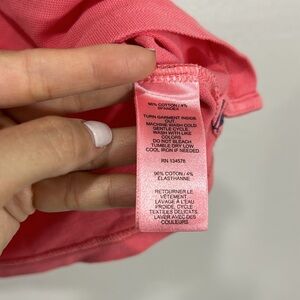 96% COTTON / 4%
SPANDEX
TURN GARMENT INSIDE
OUT
MACHINE WASH COLD
GENTLE CYCLE
WASH WITH LIKE
COLORS
DO NOT BLEACH
TUMBLE DRY LOW
COOL IRON IF NEEDED
RN 134576
96% COTON / 4%
ELASTHANNE
RETOURNER LE
VÊTEMENT
LAVAGE À L'EAU
FROIDE, CYCLE
TEXTILES DÉLICATS
LAVER AVEC DES
COULEURS